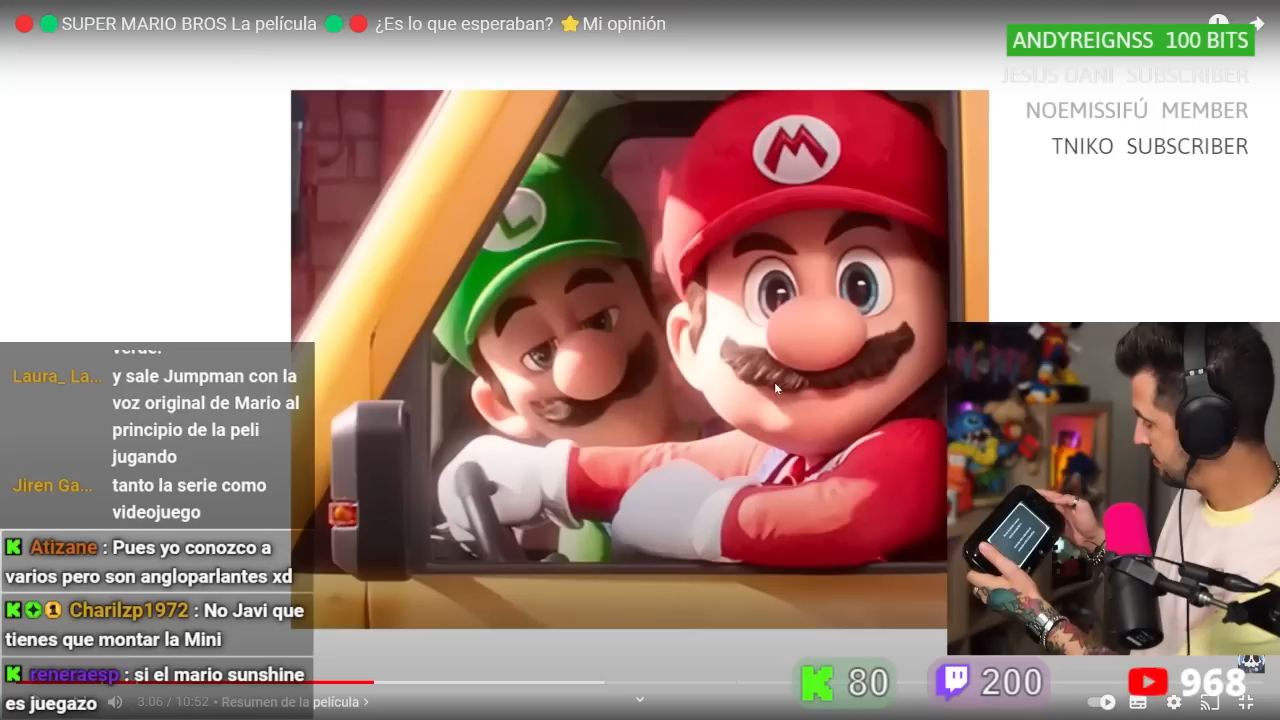 SUPER MARIO BROS La película ¿Es lo que esperaban? Mi opinión
ANDYREIGNSS 100 BITS
JESÚS DANI SUBSCRIBER
NOEMISSIFÚ MEMBER
TNIKO SUBSCRIBER
M
L
verde.
Laura_ La... y sale Jumpman con la
voz original de Mario al
principio de la peli
jugando
Jiren Ga... tanto la serie como
videojuego
Atizane : Pues yo conozco a
varios pero son angloparlantes xd
1 Charilzp1972 : No Javi que
tienes que montar la Mini
reneraesp : si el mario sunshine
es juegazo
3:06 / 10:52 • Resumen de la película >
K 80
200
968